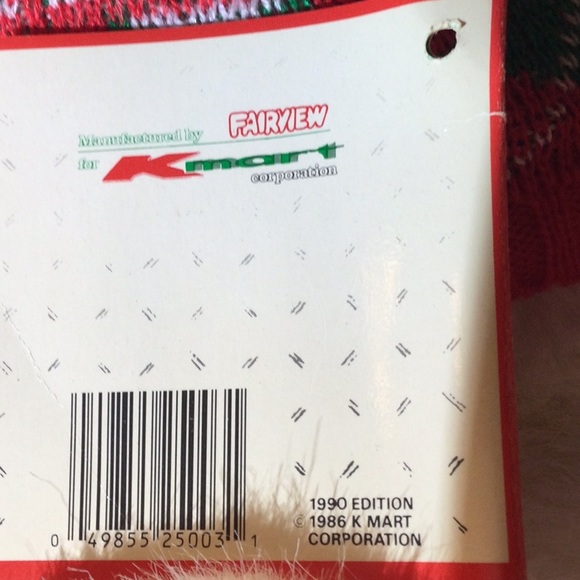 Manufactured by FAIRVIEW
for Kmart
corporation
0 49855 25003 1
1990 EDITION
© 1986 K MART
CORPORATION